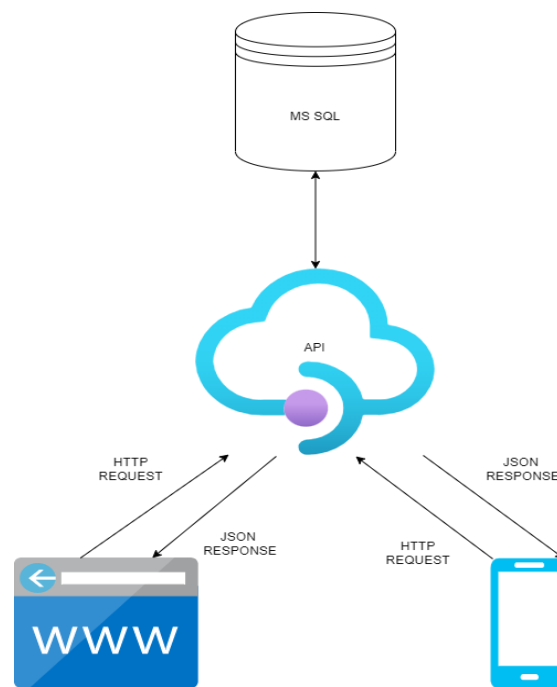 MS SQL
API
HTTP
REQUEST
JSON
RESPONSE
JSON
RESPONSE
HTTP
REQUEST
WWW